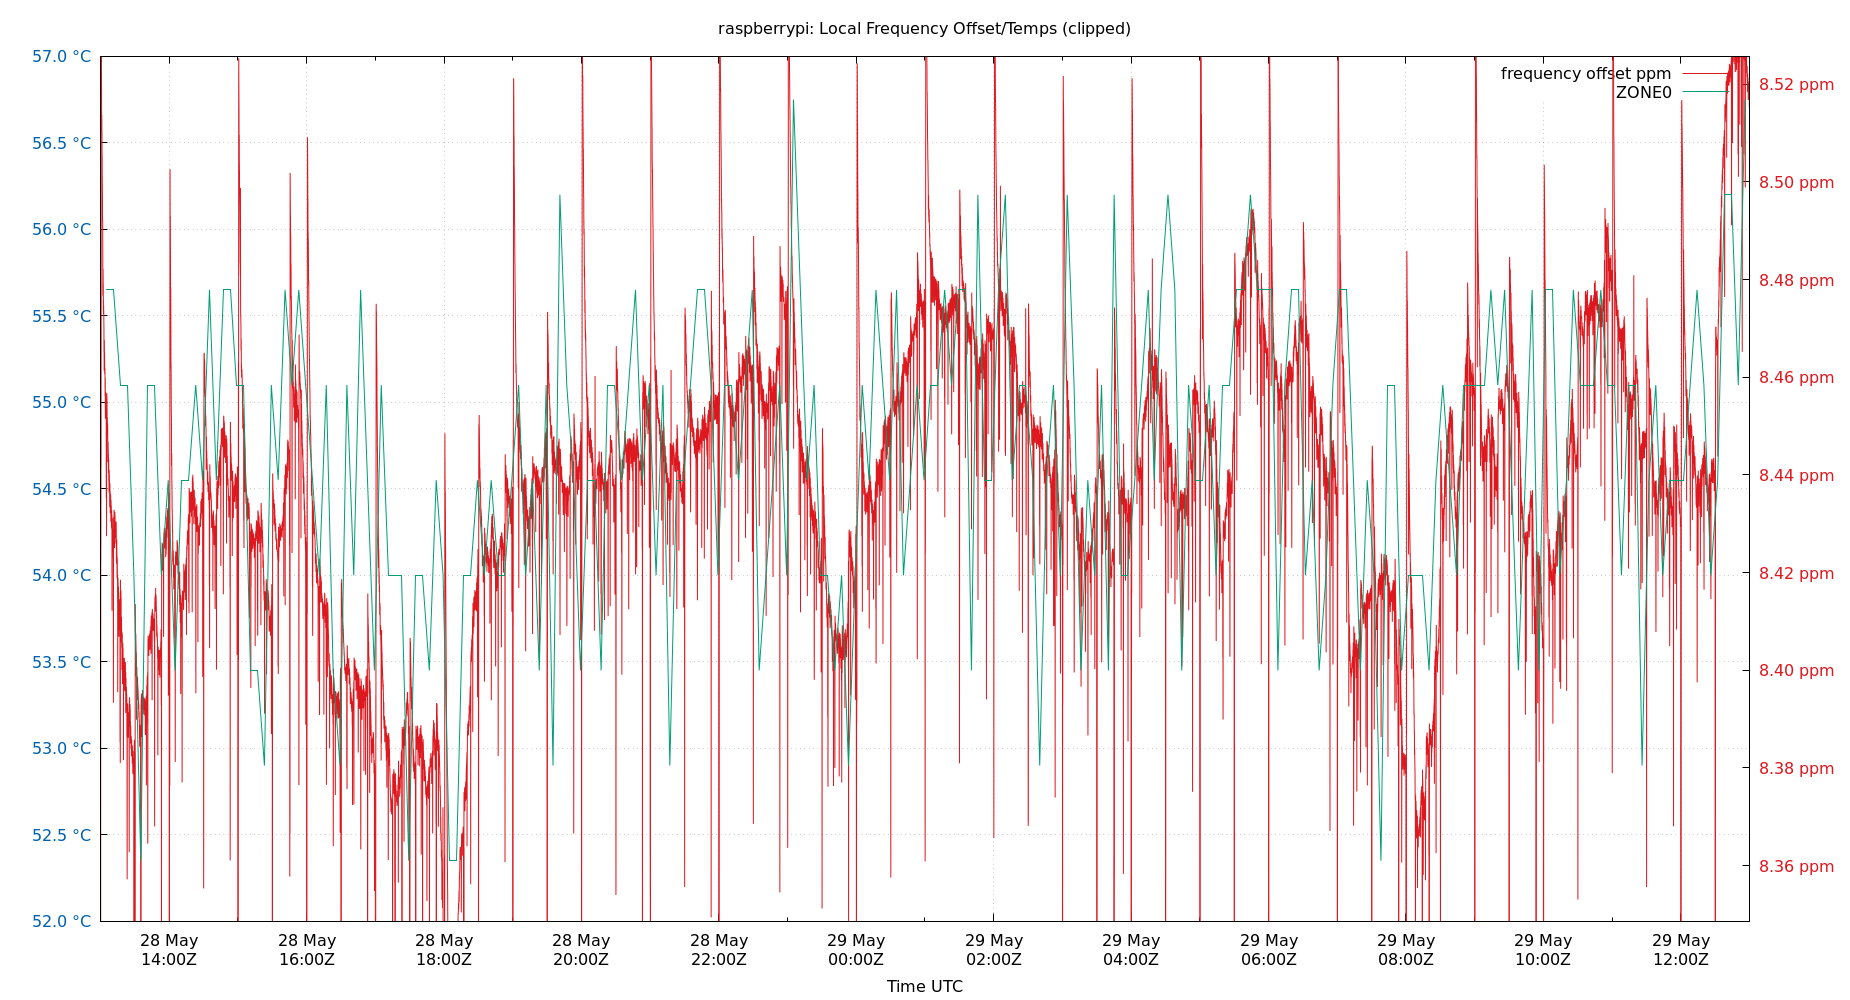 raspberrypi: Local Frequency Offset/Temps (clipped)
frequency offset ppm
ZONE0
57.0 °C
56.5 °C
56.0 °C
55.5 °C
55.0 °C
54.5 °C
54.0 °C
53.5 °C
53.0 °C
52.5 °C
52.0 °C
8.52 ppm
8.50 ppm
8.48 ppm
8.46 ppm
8.44 ppm
8.42 ppm
8.40 ppm
8.38 ppm
8.36 ppm
28 May
14:00Z
28 May
16:00Z
28 May
18:00Z
28 May
20:00Z
28 May
22:00Z
29 May
00:00Z
29 May
02:00Z
29 May
04:00Z
29 May
06:00Z
29 May
08:00Z
29 May
10:00Z
29 May
12:00Z
Time UTC